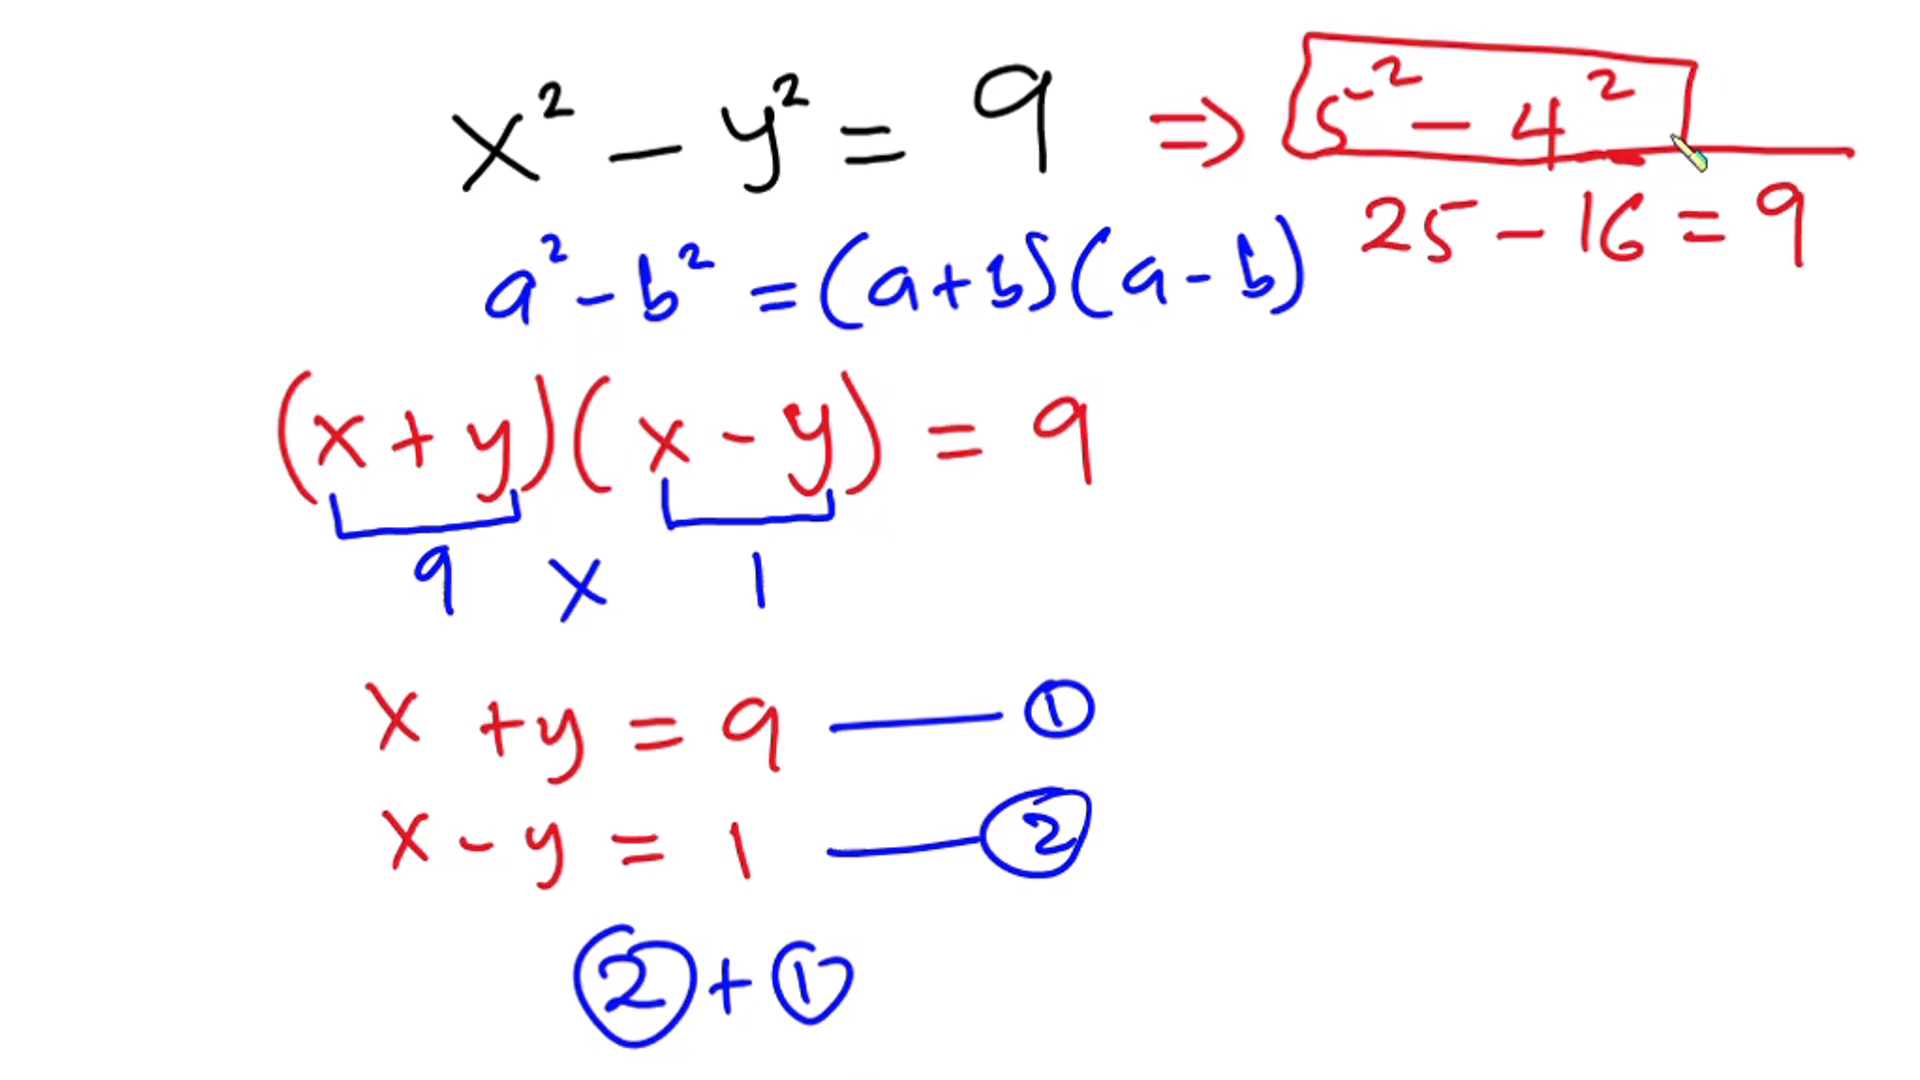 x² - y² = 9 ⇒ 5² - 4²
25 - 16 = 9
a² - b² = (a+b)(a-b)
(x+y)(x-y) = 9
9 x 1
x +y = 9 — ①
x - y = 1 — ②
② + ①